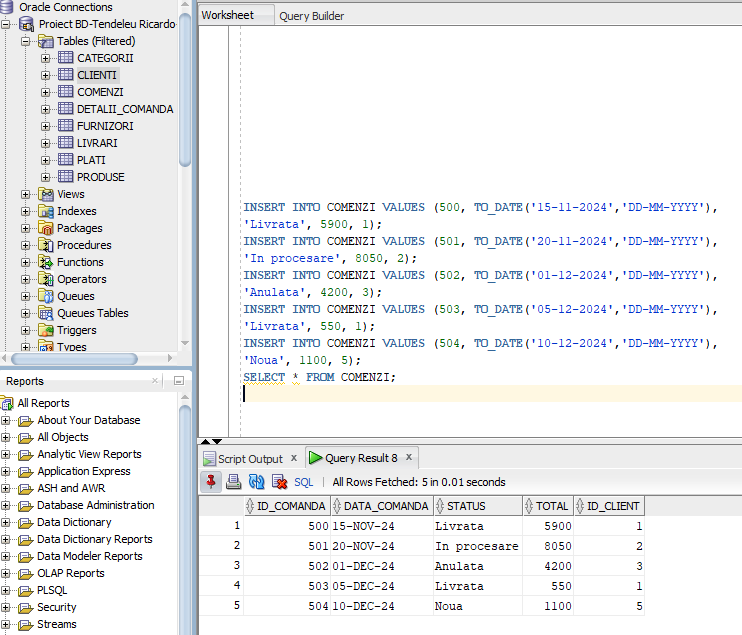 Oracle Connections
Proiect BD-Tendeleu Ricardo
Tables (Filtered)
CATEGORII
CLIENTI
COMENZI
DETALII_COMANDA
FURNIZORI
LIVRARI
PLATI
PRODUSE
Views
Indexes
Packages
Procedures
Functions
Operators
Queues
Queues Tables
Triggers
Types
Reports
All Reports
About Your Database
All Objects
Analytic View Reports
Application Express
ASH and AWR
Database Administration
Data Dictionary
Data Dictionary Reports
Data Modeler Reports
OLAP Reports
PLSQL
Security
Streams
Worksheet Query Builder
INSERT INTO COMENZI VALUES (500, TO_DATE('15-11-2024','DD-MM-YYYY'),
'Livrata', 5900, 1);
INSERT INTO COMENZI VALUES (501, TO_DATE('20-11-2024','DD-MM-YYYY'),
'In procesare', 8050, 2);
INSERT INTO COMENZI VALUES (502, TO_DATE('01-12-2024','DD-MM-YYYY'),
'Anulata', 4200, 3);
INSERT INTO COMENZI VALUES (503, TO_DATE('05-12-2024','DD-MM-YYYY'),
'Livrata', 550, 1);
INSERT INTO COMENZI VALUES (504, TO_DATE('10-12-2024','DD-MM-YYYY'),
'Noua', 1100, 5);
SELECT * FROM COMENZI;
Script Output x Query Result 8 x
SQL | All Rows Fetched: 5 in 0.01 seconds
ID_COMANDA DATA_COMANDA STATUS TOTAL ID_CLIENT
1 500 15-NOV-24 Livrata 5900 1
2 501 20-NOV-24 In procesare 8050 2
3 502 01-DEC-24 Anulata 4200 3
4 503 05-DEC-24 Livrata 550 1
5 504 10-DEC-24 Noua 1100 5